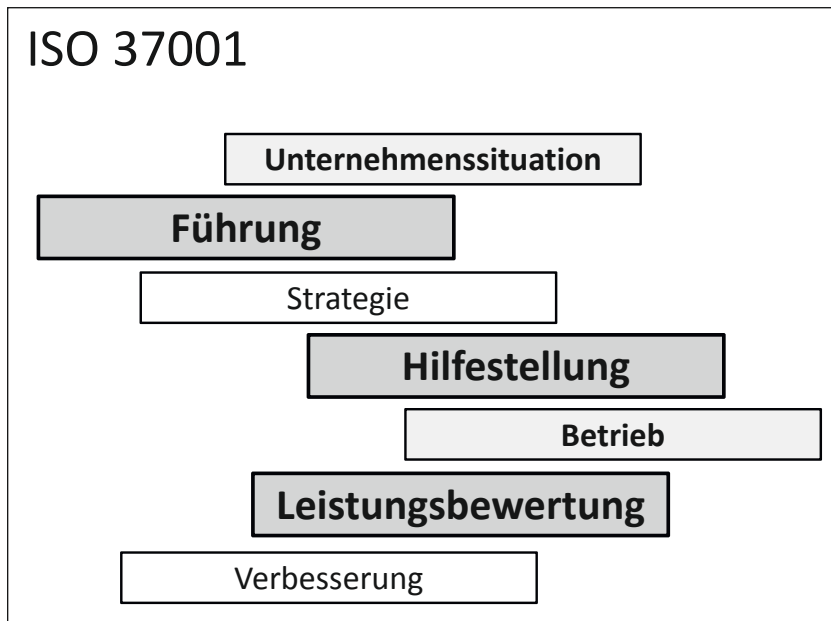 ISO 37001
Unternehmenssituation
Führung
Strategie
Hilfestellung
Betrieb
Leistungsbewertung
Verbesserung